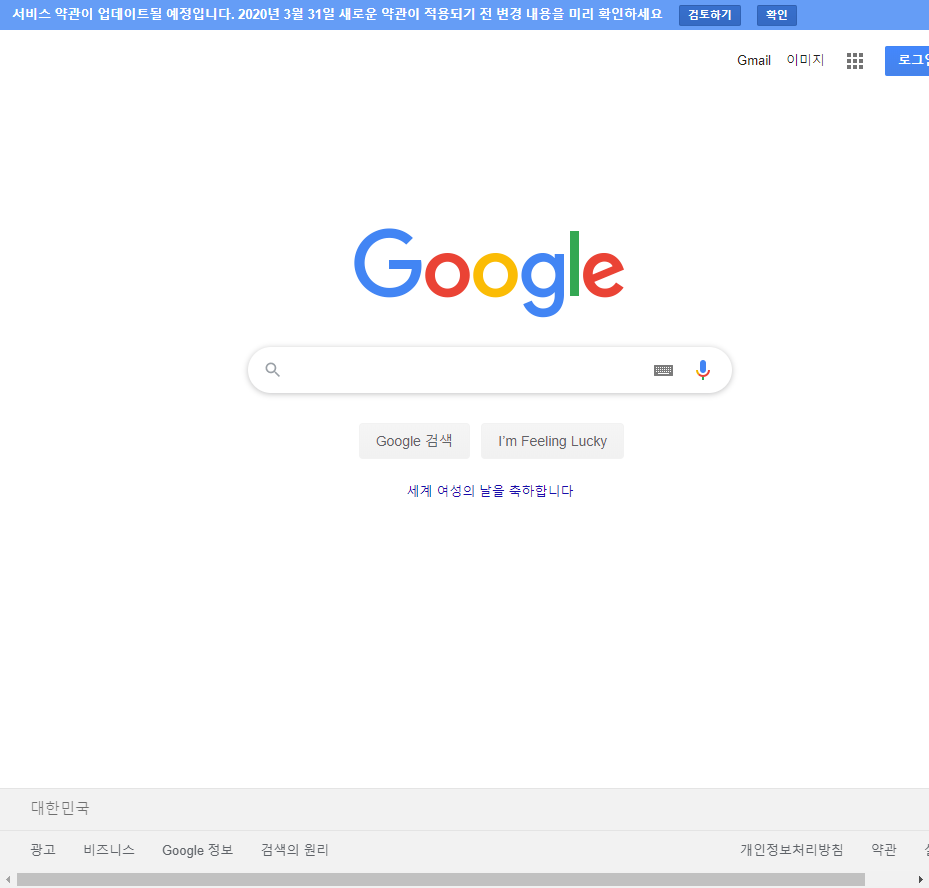 서비스 약관이 업데이트될 예정입니다. 2020년 3월 31일 새로운 약관이 적용되기 전 변경 내용을 미리 확인하세요 검토하기 확인
Gmail 이미지
Google
Google 검색 I'm Feeling Lucky
세계 여성의 날을 축하합니다
대한민국
광고 비즈니스 Google 정보 검색의 원리 개인정보처리방침 약관